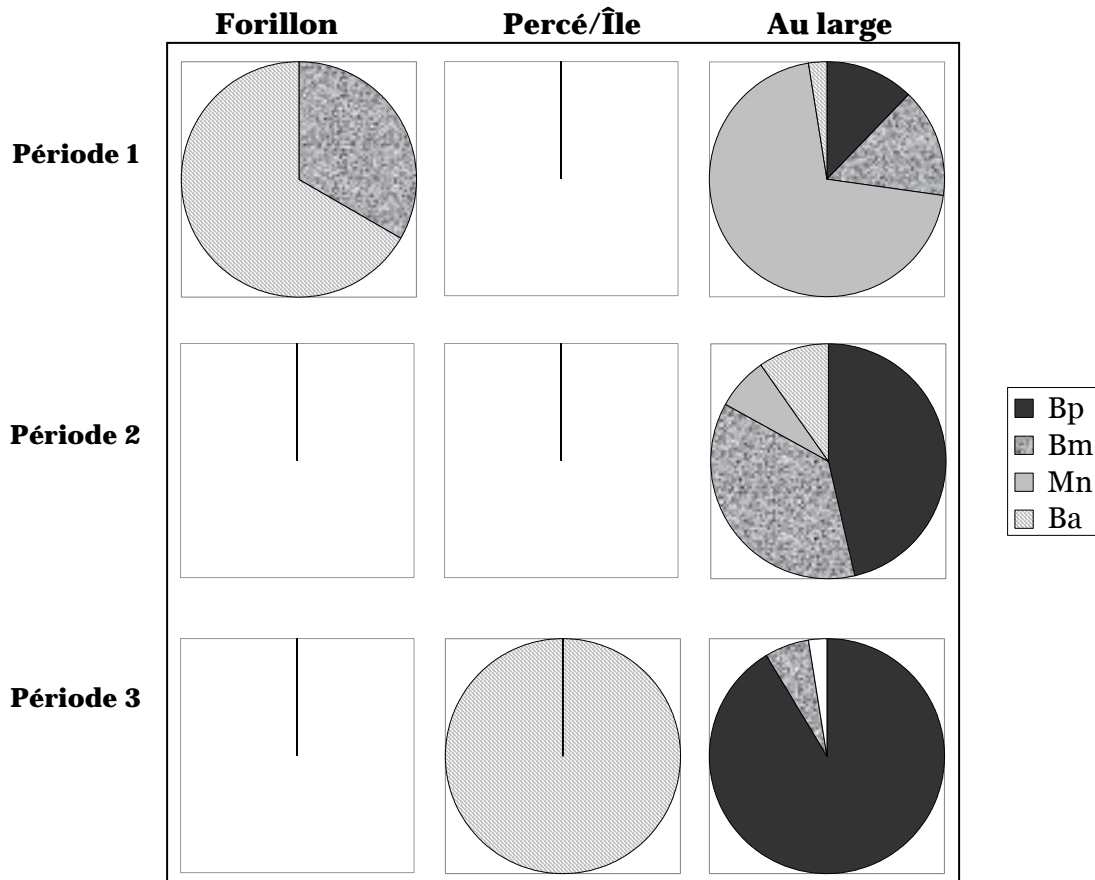 Forillon Percé/Île Au large
Période 1
Période 2
Période 3
Bp
Bm
Mn
Ba